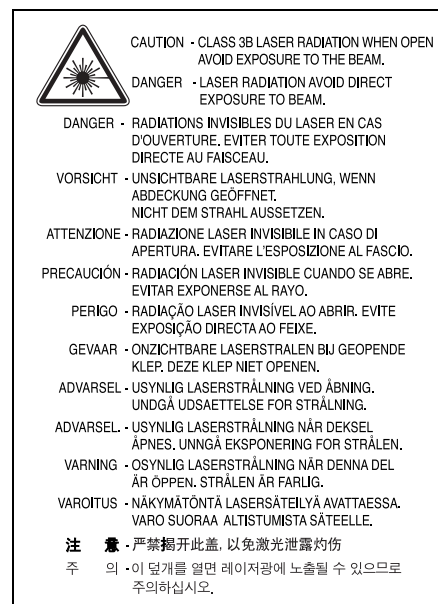 CAUTION - CLASS 3B LASER RADIATION WHEN OPEN
AVOID EXPOSURE TO THE BEAM.
DANGER - LASER RADIATION AVOID DIRECT
EXPOSURE TO BEAM.
DANGER - RADIATIONS INVISIBLES DU LASER EN CAS
D'OUVERTURE. EVITER TOUTE EXPOSITION
DIRECTE AU FAISCEAU.
VORSICHT - UNSICHTBARE LASERSTRAHLUNG, WENN
ABDECKUNG GEÖFFNET.
NICHT DEM STRAHL AUSSETZEN.
ATTENZIONE - RADIAZIONE LASER INVISIBILE IN CASO DI
APERTURA. EVITARE L'ESPOSIZIONE AL FASCIO.
PRECAUCIÓN - RADIACIÓN LASER INVISIBLE CUANDO SE ABRE.
EVITAR EXPONERSE AL RAYO.
PERIGO - RADIAÇÃO LASER INVISÍVEL AO ABRIR. EVITE
EXPOSIÇÃO DIRECTA AO FEIXE.
GEVAAR - ONZICHTBARE LASERSTRALEN BIJ GEOPENDE
KLEP. DEZE KLEP NIET OPENEN.
ADVARSEL - USYNLIG LASERSTRÅLNING VED ÅBNING.
UNDGÅ UDSAETTELSE FOR STRÅLNING.
ADVARSEL. - USYNLIG LASERSTRÅLNING NÅR DEKSEL
ÅPNES. UNNGÅ EKSPONERING FOR STRÅLEN.
VARNING - OSYNLIG LASERSTRÅLNING NÄR DENNA DEL
ÄR ÖPPEN. STRÅLEN ÄR FARLIG.
VAROITUS - NÄKYMÄTÖNTÄ LASERSÄTEILYÄ AVATTAESSA.
VARO SUORAA ALTISTUMISTA SÄTEELLE.
注 意 - 严禁揭开此盖, 以免激光泄露灼伤
주 의 - 이 덮개를 열면 레이저광에 노출될 수 있으므로
주의하십시오.